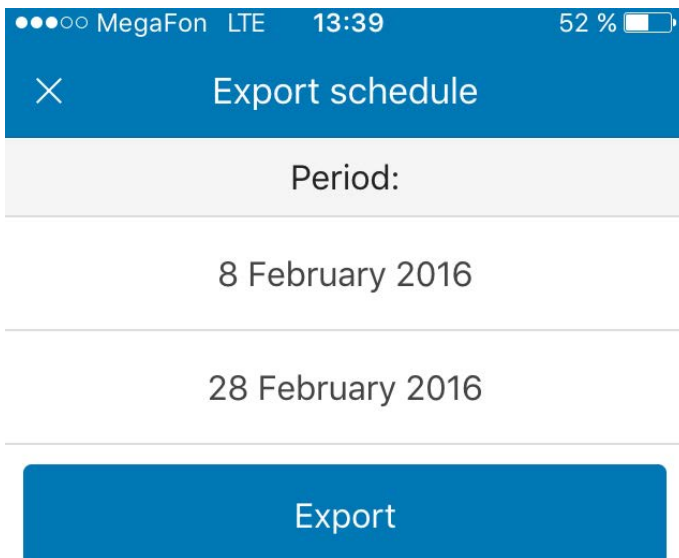 MegaFon LTE 13:39 52 %
Export schedule
Period:
8 February 2016
28 February 2016
Export